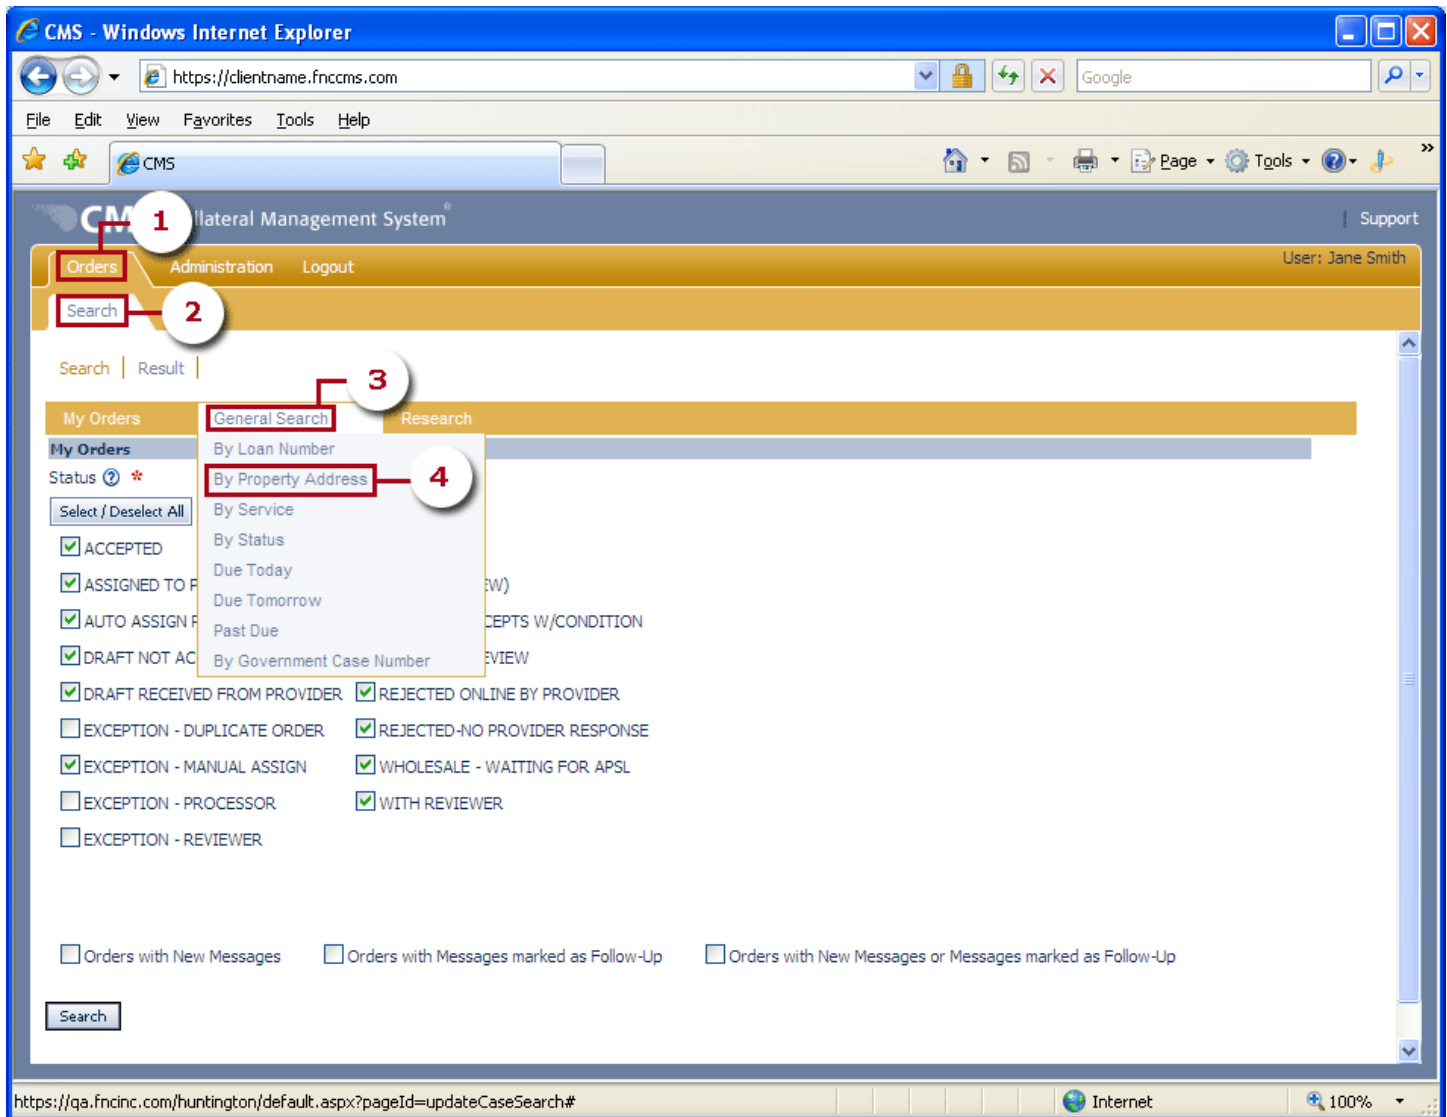 CMS - Windows Internet Explorer
https://clientname.fnccms.com
Google
File Edit View Favorites Tools Help
CMS
Page Tools
»
Collateral Management System
Support
1
Orders Administration Logout
User: Jane Smith
Search
2
Search Result
3
My Orders General Search Research
My Orders
By Loan Number
Status ? *
By Property Address
4
Select / Deselect All
By Service
By Status
ACCEPTED
Due Today
ASSIGNED TO
Due Tomorrow
AUTO ASSIGN
W/CONDITION
Past Due
DRAFT NOT
By Government Case Number
DRAFT RECEIVED FROM PROVIDER REJECTED ONLINE BY PROVIDER
EXCEPTION - DUPLICATE ORDER REJECTED-NO PROVIDER RESPONSE
EXCEPTION - MANUAL ASSIGN WHOLESALE - WAITING FOR APSL
EXCEPTION - PROCESSOR WITH REVIEWER
EXCEPTION - REVIEWER
Orders with New Messages Orders with Messages marked as Follow-Up Orders with New Messages or Messages marked as Follow-Up
Search
https://qa.fncinc.com/huntington/default.aspx?pageId=updateCaseSearch#
Internet
100%